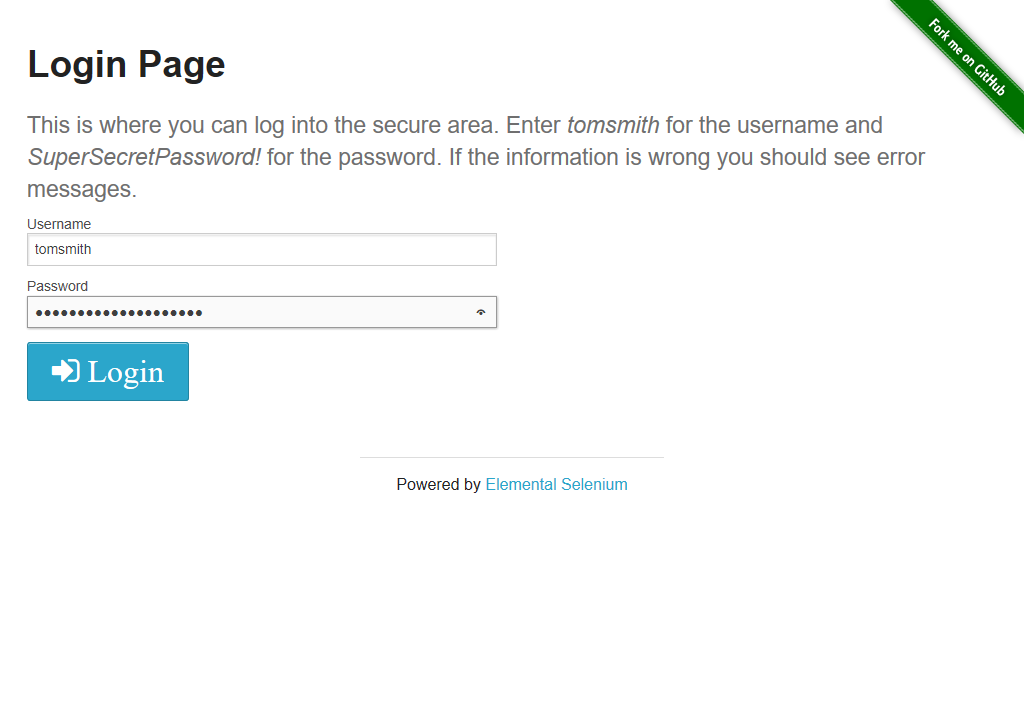 Fork me on GitHub
Login Page
This is where you can log into the secure area. Enter tomsmith for the username and
SuperSecretPassword! for the password. If the information is wrong you should see error
messages.
Username
tomsmith
Password
••••••••••••••••••••
Login
Powered by Elemental Selenium